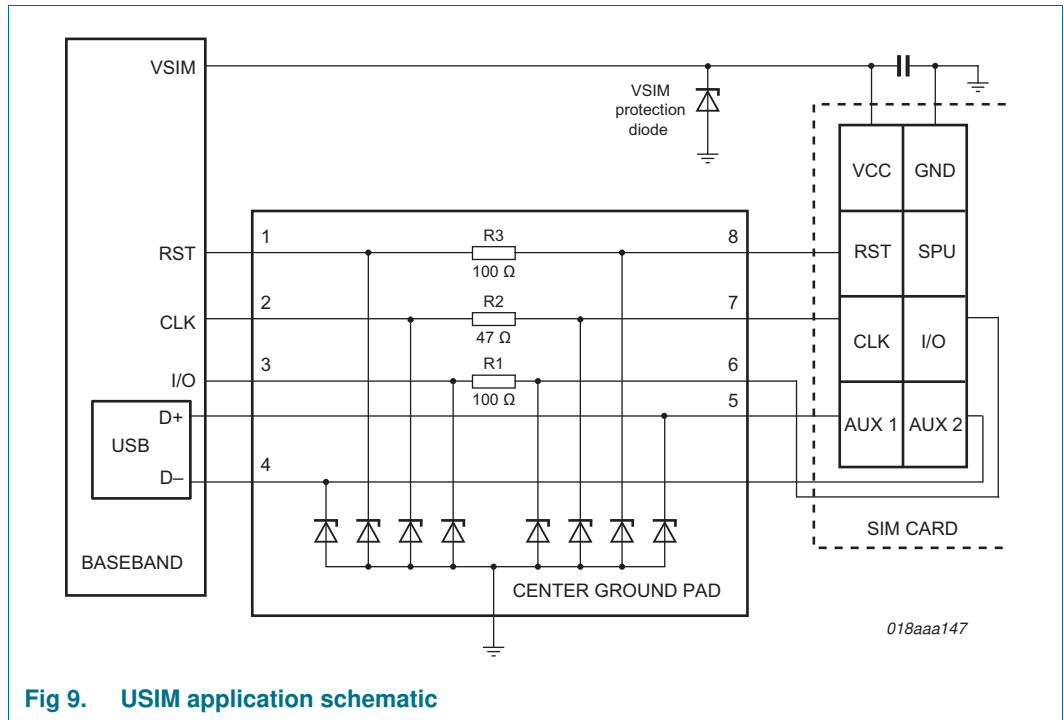 VSIM
VSIM
protection
diode
VCC GND
1 R3 8
RST 100 Ω RST SPU
2 R2 7
CLK 47 Ω CLK I/O
3 R1 6
I/O 100 Ω
5
D+ AUX 1 AUX 2
USB
4
D–
SIM CARD
BASEBAND
CENTER GROUND PAD
018aaa147
Fig 9. USIM application schematic